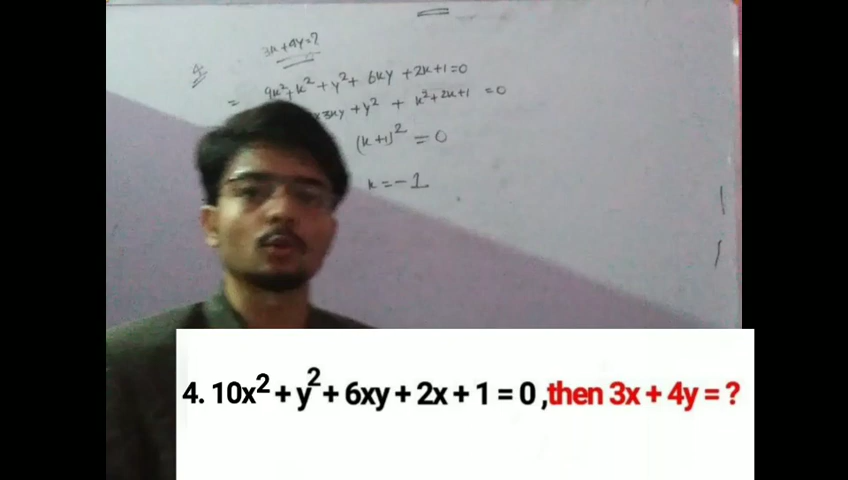 3x+4y=?
4.
= 9x²+x²+y²+6xy+2x+1=0
3xy+y² + x²+2x+1 =0
(x+1)² = 0
x=-1
4. 10x²+y²+6xy+2x+1=0,then 3x+4y=?